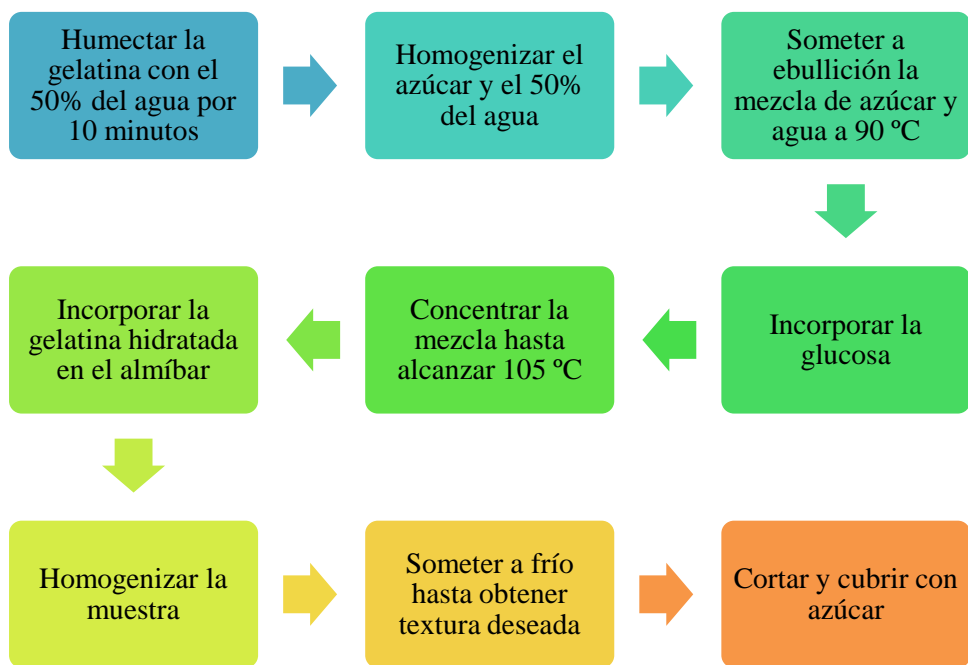 Humectar la
gelatina con el
50% del agua por
10 minutos
Homogenizar el
azúcar y el 50%
del agua
Someter a
ebullición la
mezcla de azúcar y
agua a 90 ºC
Incorporar la
glucosa
Concentrar la
mezcla hasta
alcanzar 105 ºC
Incorporar la
gelatina hidratada
en el almíbar
Homogenizar la
muestra
Someter a frío
hasta obtener
textura deseada
Cortar y cubrir con
azúcar